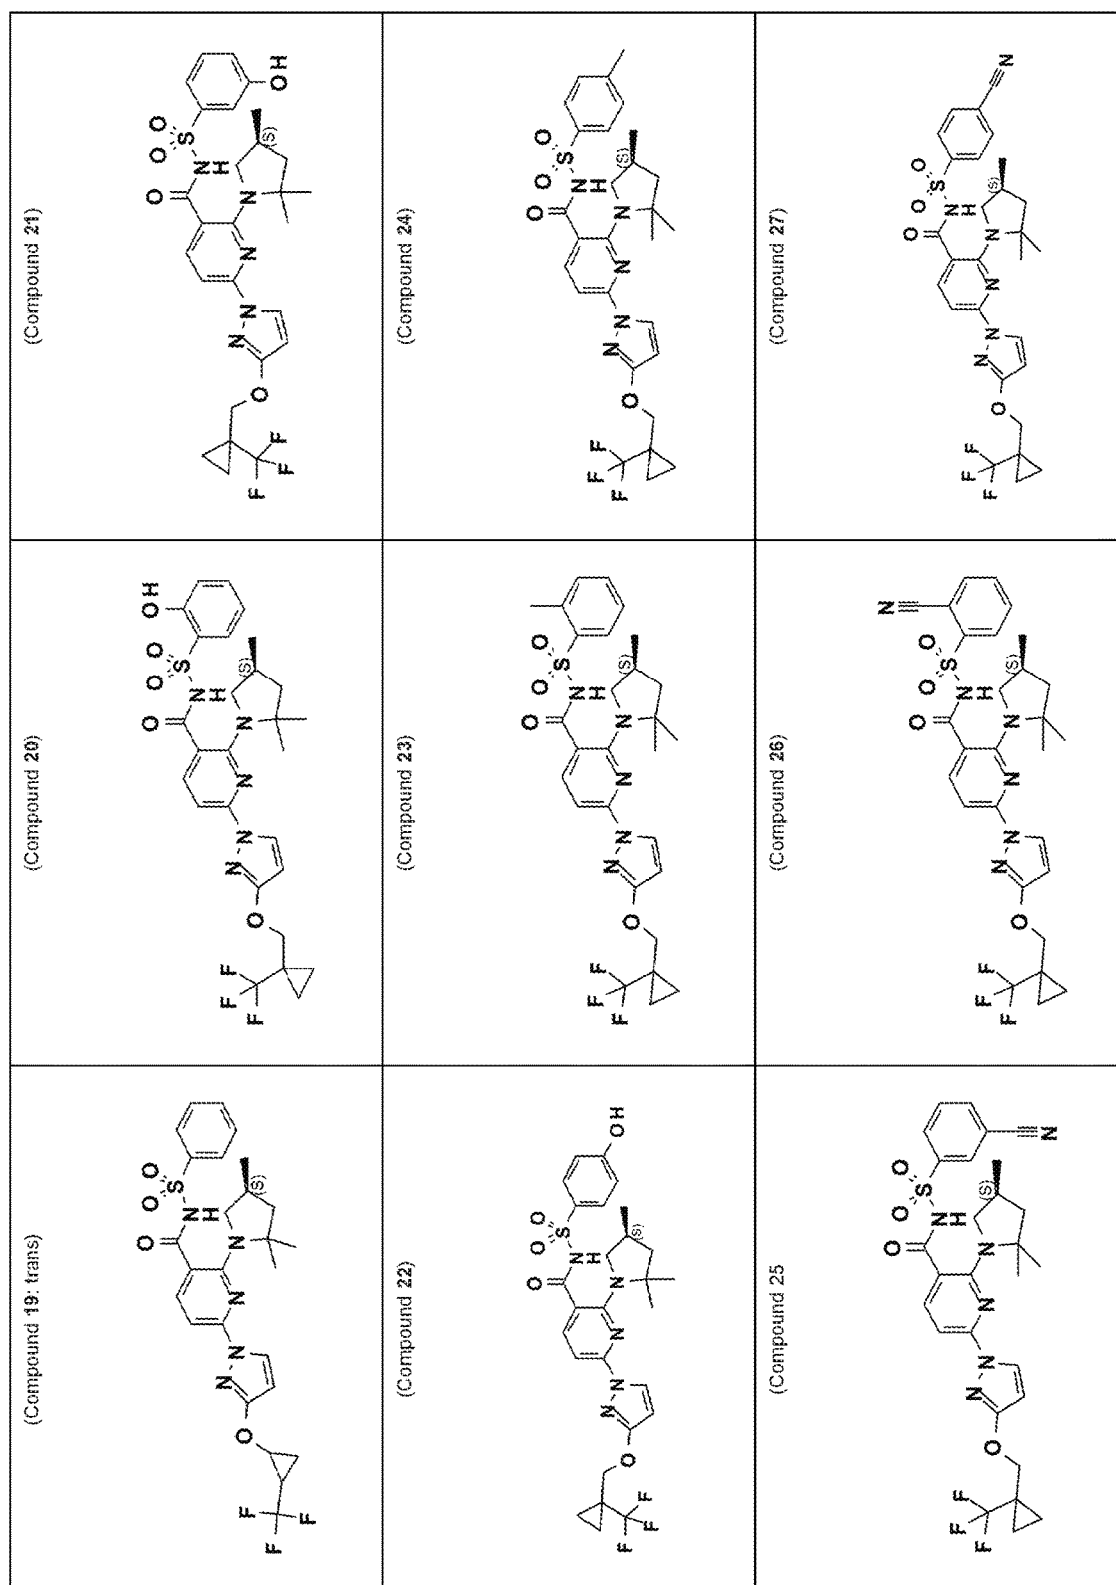 (Compound 19: trans)
(Compound 20)
(Compound 21)
(Compound 22)
(Compound 23)
(Compound 24)
(Compound 25
(Compound 26)
(Compound 27)